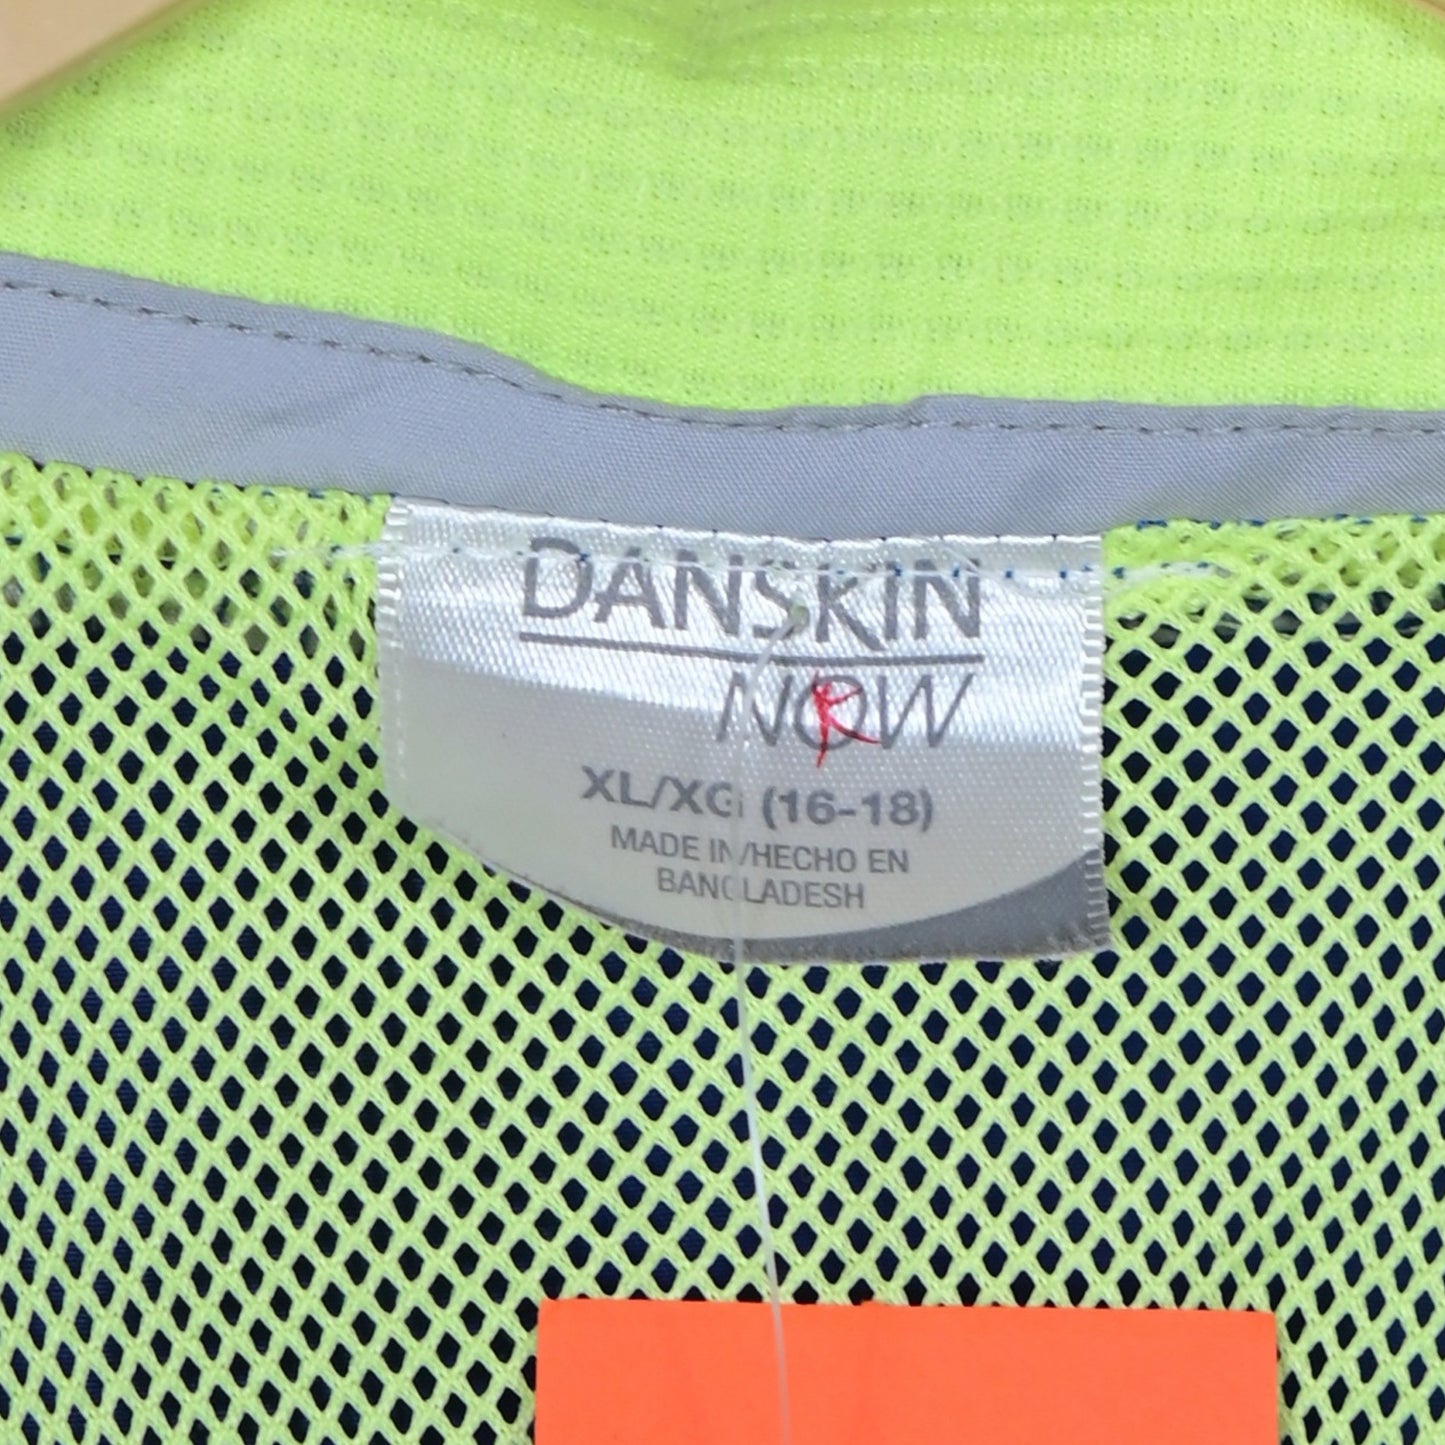 DANSKIN
NOW
XL/XG (16-18)
MADE IN/HECHO EN
BANGLADESH